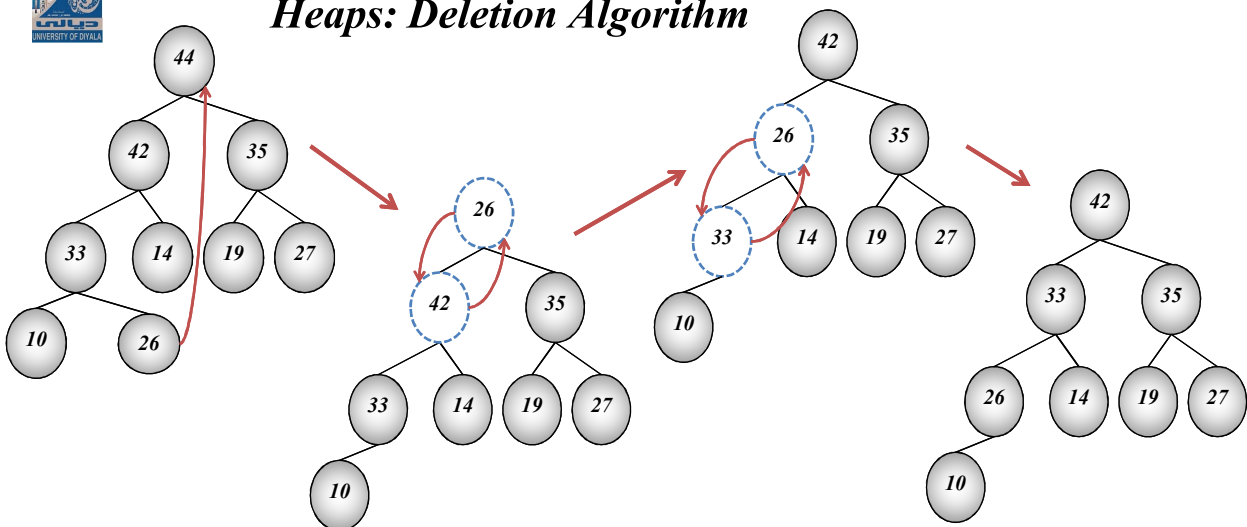 Heaps: Deletion Algorithm
ديالى
UNIVERSITY OF DIYALA
44
42 35
33 14 19 27
10 26
26
42 35
33 14 19 27
10
42
26 35
33 14 19 27
10
42
33 35
26 14 19 27
10